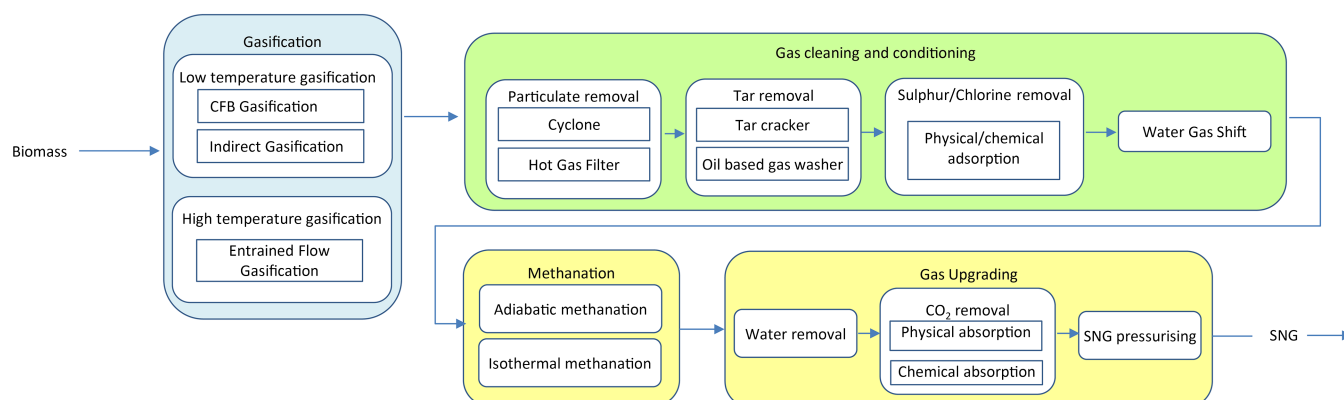 Biomass
Gasification
Low temperature gasification
CFB Gasification
Indirect Gasification
High temperature gasification
Entrained Flow
Gasification
Gas cleaning and conditioning
Particulate removal
Cyclone
Hot Gas Filter
Tar removal
Tar cracker
Oil based gas washer
Sulphur/Chlorine removal
Physical/chemical
adsorption
Water Gas Shift
Methanation
Adiabatic methanation
Isothermal methanation
Gas Upgrading
Water removal
CO₂ removal
Physical absorption
Chemical absorption
SNG pressurising
SNG